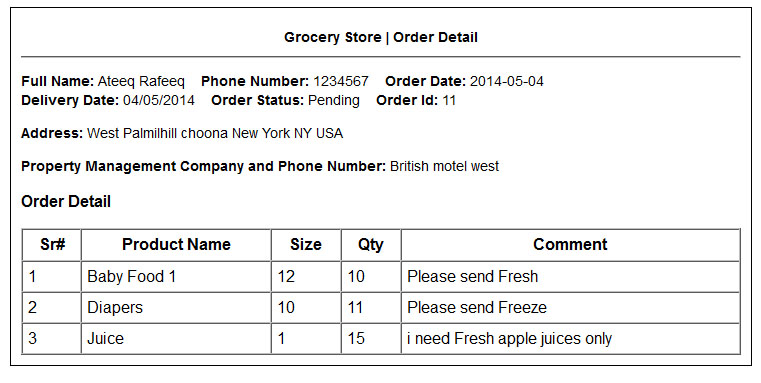 Grocery Store | Order Detail
Full Name: Ateeq Rafeeq Phone Number: 1234567 Order Date: 2014-05-04
Delivery Date: 04/05/2014 Order Status: Pending Order Id: 11
Address: West Palmilhill choona New York NY USA
Property Management Company and Phone Number: British motel west
Order Detail
Sr# Product Name Size Qty Comment
1 Baby Food 1 12 10 Please send Fresh
2 Diapers 10 11 Please send Freeze
3 Juice 1 15 i need Fresh apple juices only